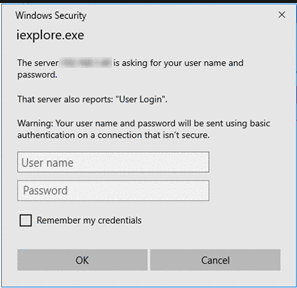 Windows Security
iexplore.exe
The server is asking for your user name and
password.
That server also reports: "User Login".
Warning: Your user name and password will be sent using basic
authentication on a connection that isn't secure.
User name
Password
Remember my credentials
OK
Cancel